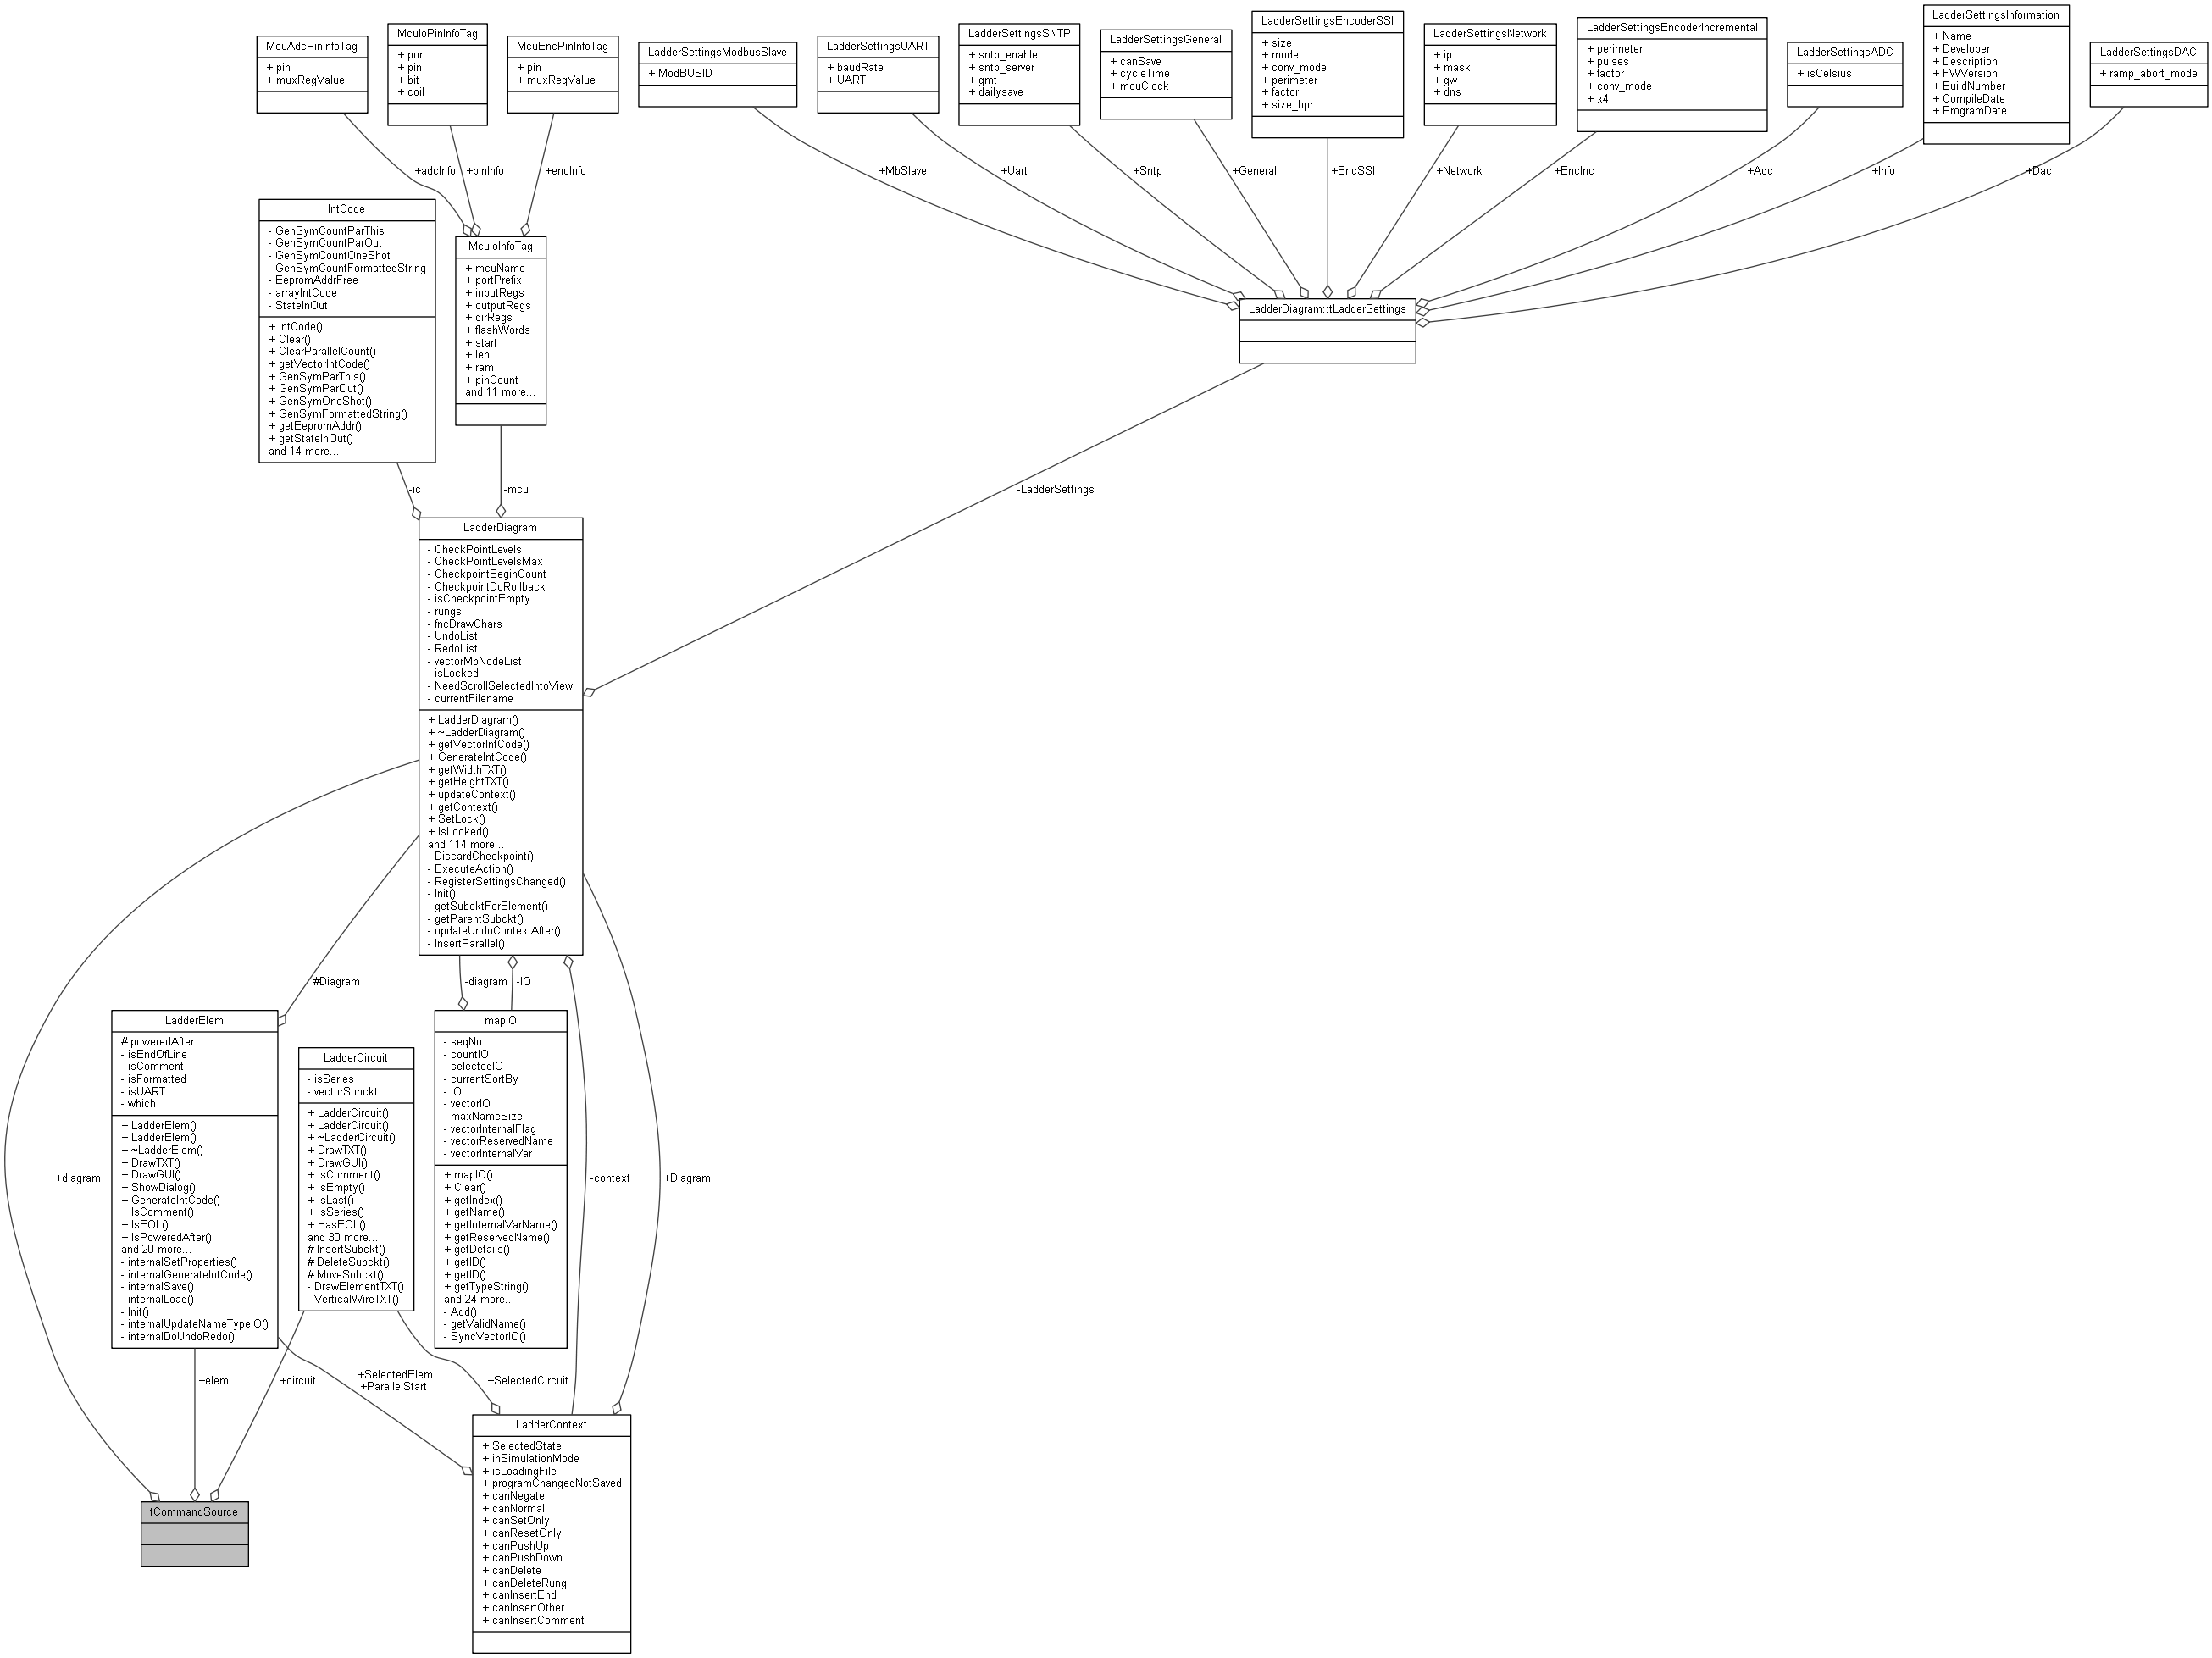 McuAdcPinInfoTag
+ pin
+ muxRegValue
McuIoPinInfoTag
+ port
+ pin
+ bit
+ coil
McuEncPinInfoTag
+ pin
+ muxRegValue
LadderSettingsModbusSlave
+ ModBUSID
LadderSettingsUART
+ baudRate
+ UART
LadderSettingsSNTP
+ sntp_enable
+ sntp_server
+ gmt
+ dailysave
LadderSettingsGeneral
+ canSave
+ cycleTime
+ mcuClock
LadderSettingsEncoderSSI
+ size
+ mode
+ conv_mode
+ perimeter
+ factor
+ size_bpr
LadderSettingsNetwork
+ ip
+ mask
+ gw
+ dns
LadderSettingsEncoderIncremental
+ perimeter
+ pulses
+ factor
+ conv_mode
+ x4
LadderSettingsADC
+ isCelsius
LadderSettingsInformation
+ Name
+ Developer
+ Description
+ FWVersion
+ BuildNumber
+ CompileDate
+ ProgramDate
LadderSettingsDAC
+ ramp_abort_mode
+adcInfo
+pinInfo
+encInfo
+MbSlave
+Uart
+Sntp
+General
+EncSSI
+Network
+EncInc
+Adc
+Info
+Dac
IntCode
- GenSymCountParThis
- GenSymCountParOut
- GenSymCountOneShot
- GenSymCountFormattedString
- EepromAddrFree
- arrayIntCode
- StateInOut
+ IntCode()
+ Clear()
+ ClearParallelCount()
+ getVectorIntCode()
+ GenSymParThis()
+ GenSymParOut()
+ GenSymOneShot()
+ GenSymFormattedString()
+ getEepromAddr()
+ getStateInOut()
and 14 more...
McuIoInfoTag
+ mcuName
+ portPrefix
+ inputRegs
+ outputRegs
+ dirRegs
+ flashWords
+ start
+ len
+ ram
+ pinCount
and 11 more...
LadderDiagram::tLadderSettings
-ic
-mcu
-LadderSettings
LadderDiagram
- CheckPointLevels
- CheckPointLevelsMax
- CheckpointBeginCount
- CheckpointDoRollback
- isCheckpointEmpty
- rungs
- fncDrawChars
- UndoList
- RedoList
- vectorMbNodeList
- isLocked
- NeedScrollSelectedIntoView
- currentFilename
+ LadderDiagram()
+ ~LadderDiagram()
+ getVectorIntCode()
+ GenerateIntCode()
+ getWidthTXT()
+ getHeightTXT()
+ updateContext()
+ getContext()
+ SetLock()
+ IsLocked()
and 114 more...
- DiscardCheckpoint()
- ExecuteAction()
- RegisterSettingsChanged()
- Init()
- getSubcktForElement()
- getParentSubckt()
- updateUndoContextAfter()
- InsertParallel()
#Diagram
-diagram
-IO
LadderElem
# poweredAfter
- isEndOfLine
- isComment
- isFormatted
- isUART
- which
+ LadderElem()
+ LadderElem()
+ ~LadderElem()
+ DrawTXT()
+ DrawGUI()
+ ShowDialog()
+ GenerateIntCode()
+ IsComment()
+ IsEOL()
+ IsPoweredAfter()
and 20 more...
- internalSetProperties()
- internalGenerateIntCode()
- internalSave()
- internalLoad()
- Init()
- internalUpdateNameTypeIO()
- internalDoUndoRedo()
LadderCircuit
- isSeries
- vectorSubckt
+ LadderCircuit()
+ LadderCircuit()
+ ~LadderCircuit()
+ DrawTXT()
+ DrawGUI()
+ IsComment()
+ IsEmpty()
+ IsLast()
+ IsSeries()
+ HasEOL()
and 30 more...
# InsertSubckt()
# DeleteSubckt()
# MoveSubckt()
- DrawElementTXT()
- VerticalWireTXT()
mapIO
- seqNo
- countIO
- selectedIO
- currentSortBy
- IO
- vectorIO
- maxNameSize
- vectorInternalFlag
- vectorReservedName
- vectorInternalVar
+ mapIO()
+ Clear()
+ getIndex()
+ getName()
+ getInternalVarName()
+ getReservedName()
+ getDetails()
+ getID()
+ getID()
+ getTypeString()
and 24 more...
- Add()
- getValidName()
- SyncVectorIO()
+diagram
-context
+Diagram
+elem
+circuit
+SelectedElem
+ParallelStart
+SelectedCircuit
tCommandSource
LadderContext
+ SelectedState
+ inSimulationMode
+ isLoadingFile
+ programChangedNotSaved
+ canNegate
+ canNormal
+ canSetOnly
+ canResetOnly
+ canPushUp
+ canPushDown
+ canDelete
+ canDeleteRung
+ canInsertEnd
+ canInsertOther
+ canInsertComment